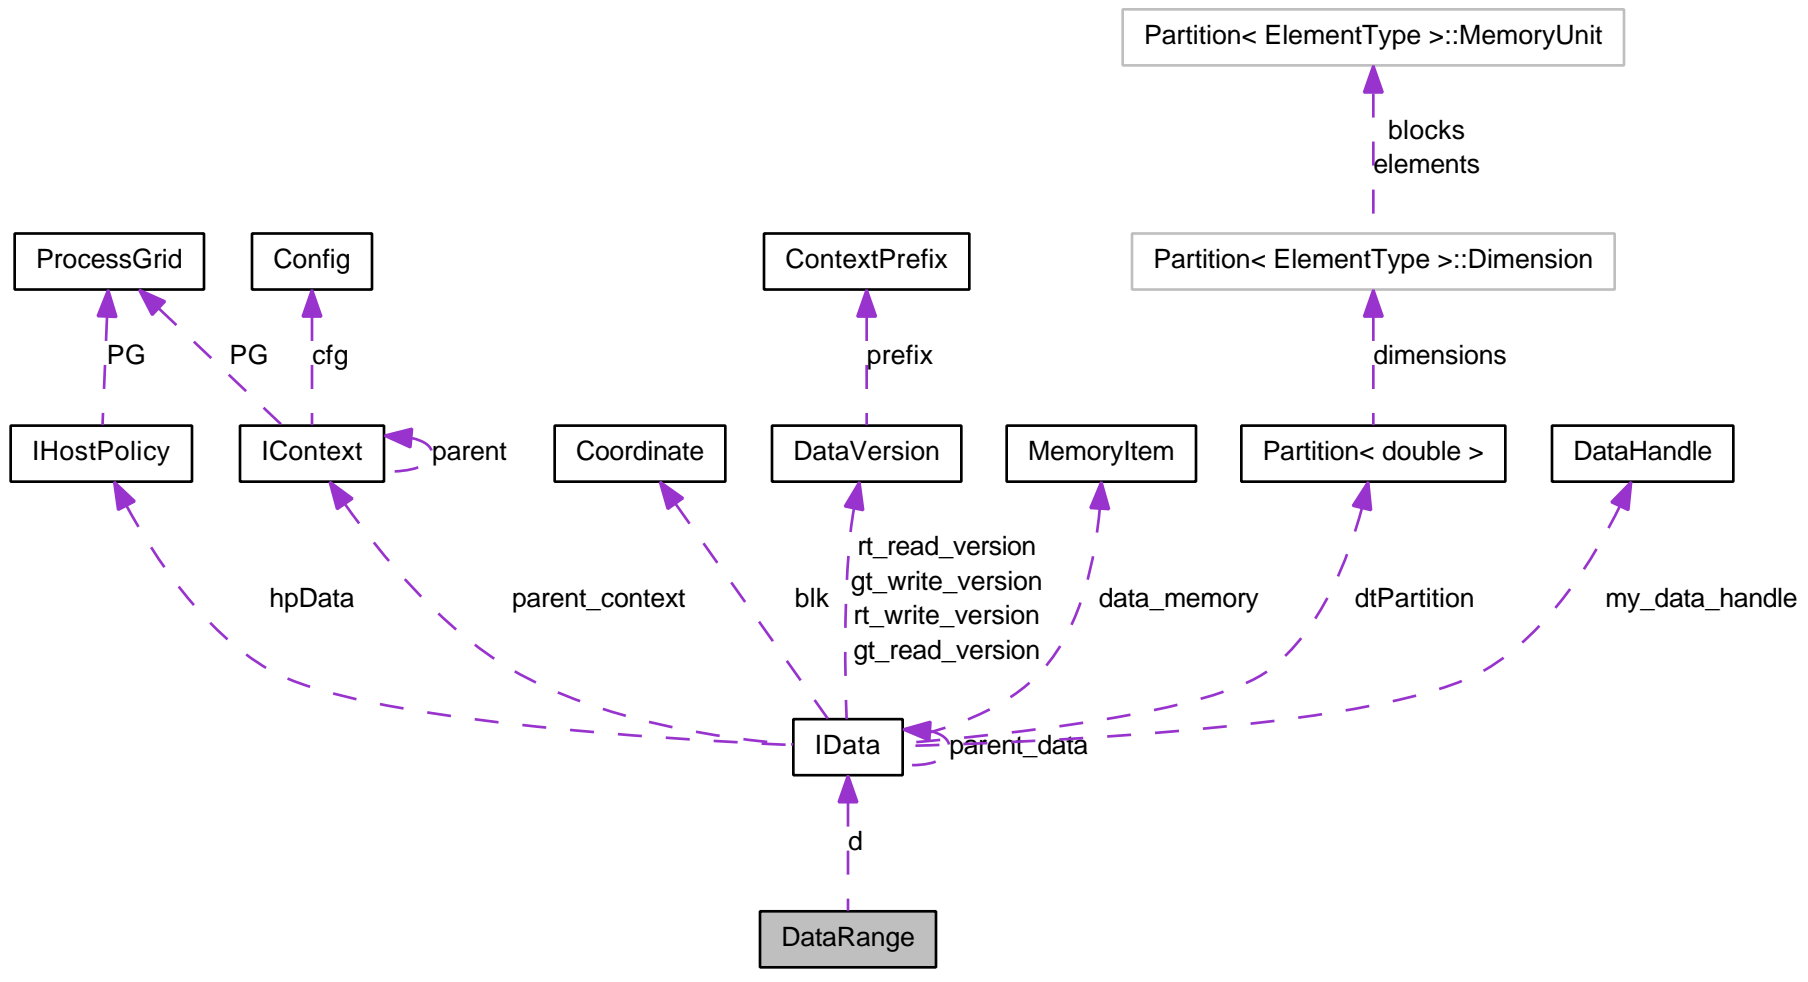 Partition< ElementType >::MemoryUnit
blocks
elements
ProcessGrid
Config
ContextPrefix
Partition< ElementType >::Dimension
PG
PG
cfg
prefix
dimensions
IHostPolicy
IContext
parent
Coordinate
DataVersion
MemoryItem
Partition< double >
DataHandle
hpData
parent_context
blk
rt_read_version
gt_write_version
rt_write_version
gt_read_version
data_memory
dtPartition
my_data_handle
IData
parent_data
d
DataRange